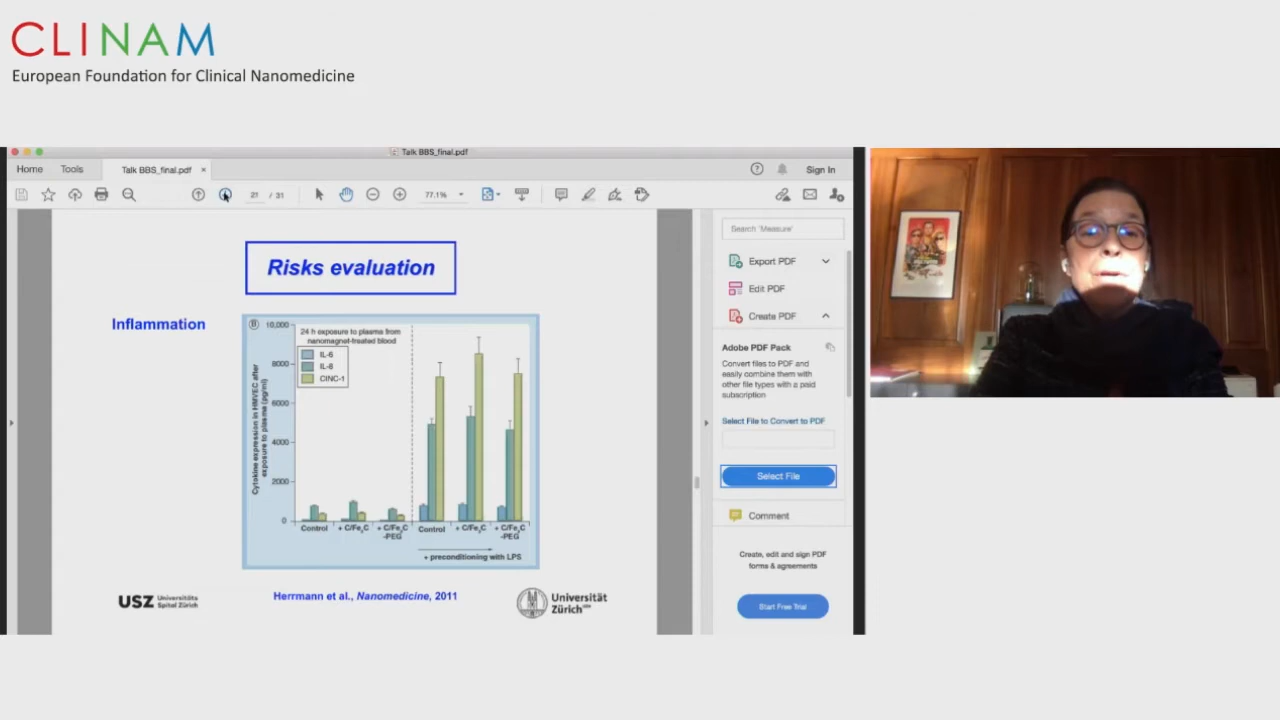 CLINAM
European Foundation for Clinical Nanomedicine
Talk BBS_final.pdf
Home
Tools
Talk BBS_final.pdf
×
Sign In
21 / 31
77.1%
Risks evaluation
Inflammation
B
24 h exposure to plasma from
nanomagnet-treated blood
IL-6
IL-8
CINC-1
Cytokine expression in HMVEC after
exposure to plasma (pg/ml)
10,000
8000
6000
4000
2000
0
Control
+ C/Fe3C
+ C/Fe3C
-PEG
Control
+ C/Fe3C
+ C/Fe3C
-PEG
+ preconditioning with LPS
Herrmann et al., Nanomedicine, 2011
USZ Universitäts
Spital Zürich
Universität
Zürich UZH
Search 'Measure'
Export PDF
Edit PDF
Create PDF
Adobe PDF Pack
Convert files to PDF and
easily combine them with
other file types with a paid
subscription
Select File to Convert to PDF
Select File
Comment
Create, edit and sign PDF
forms & agreements
Start Free Trial